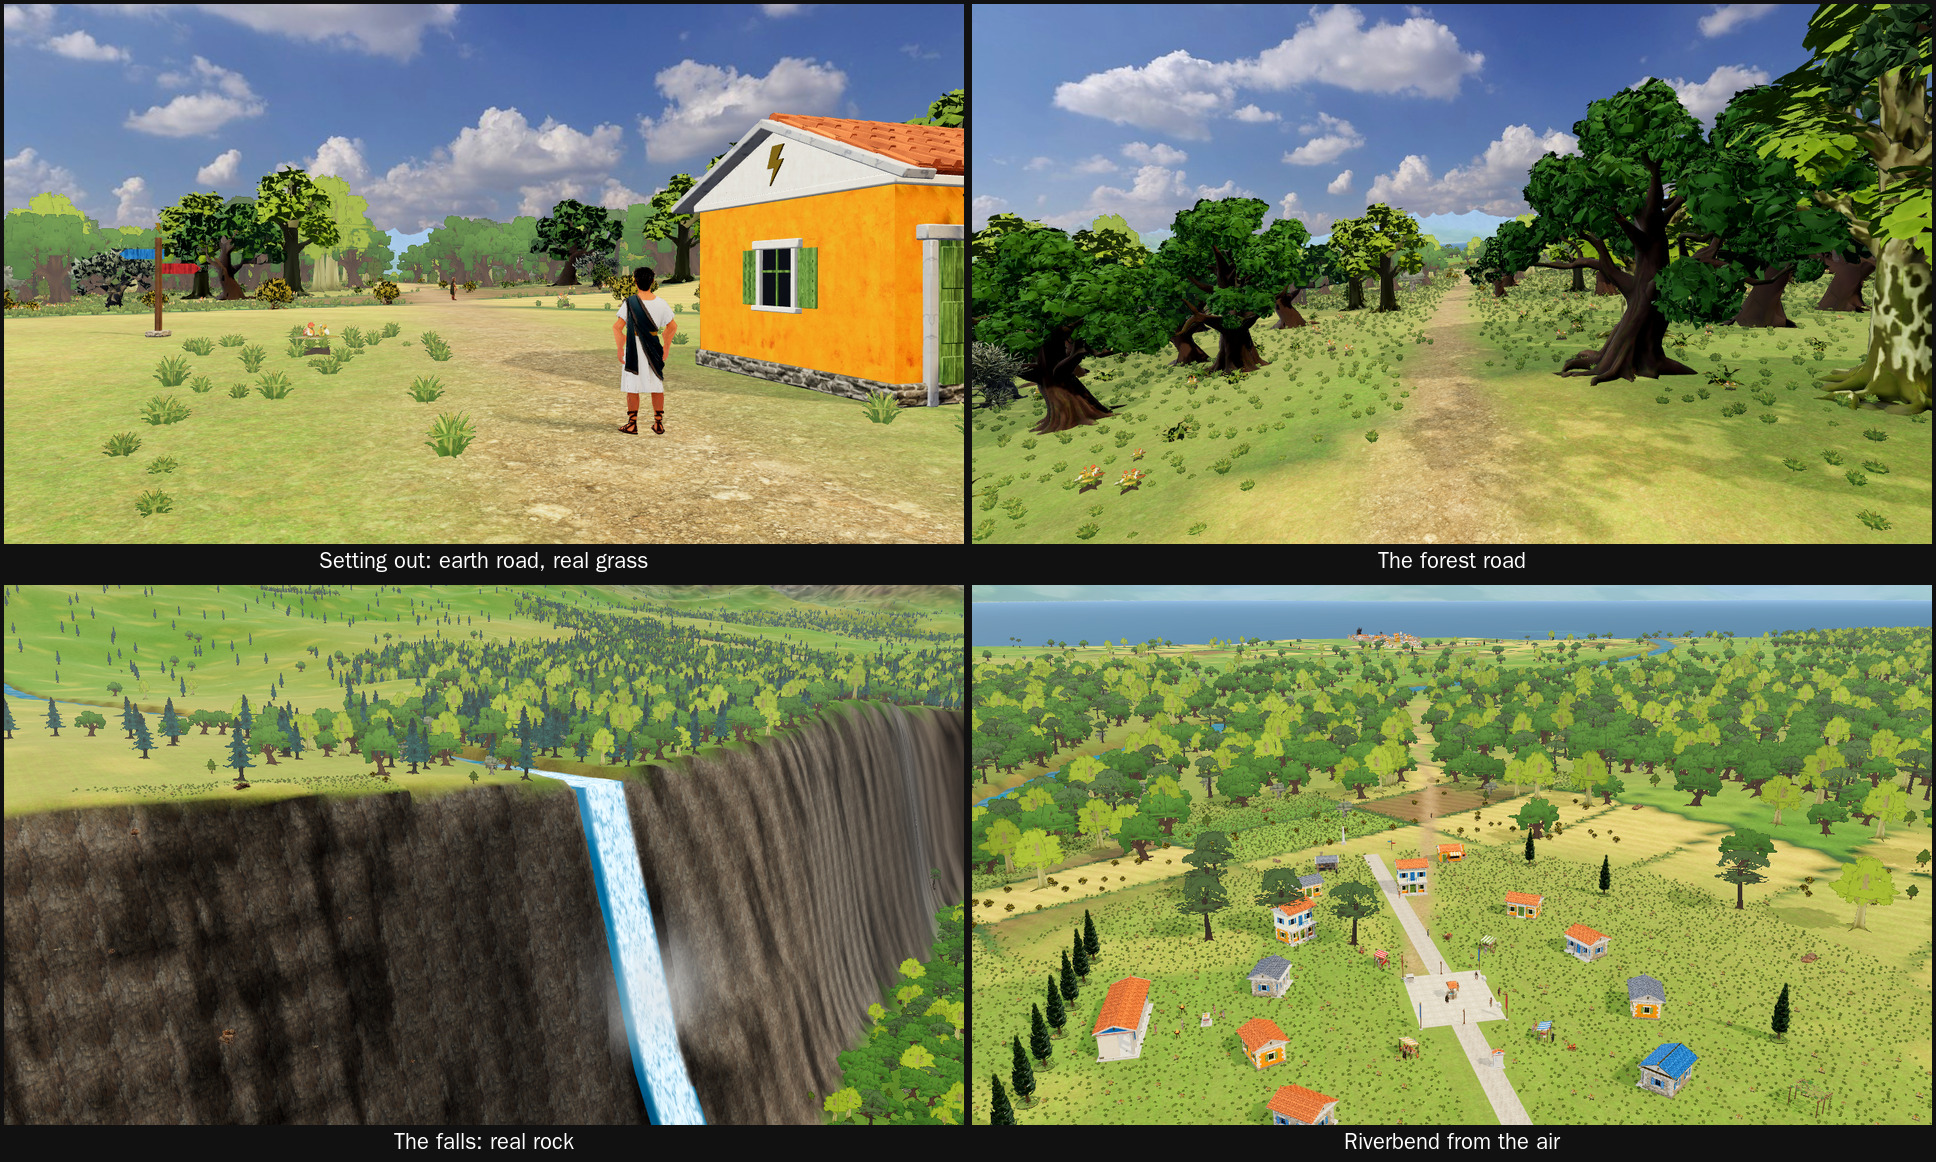 Setting out: earth road, real grass
The forest road
The falls: real rock
Riverbend from the air